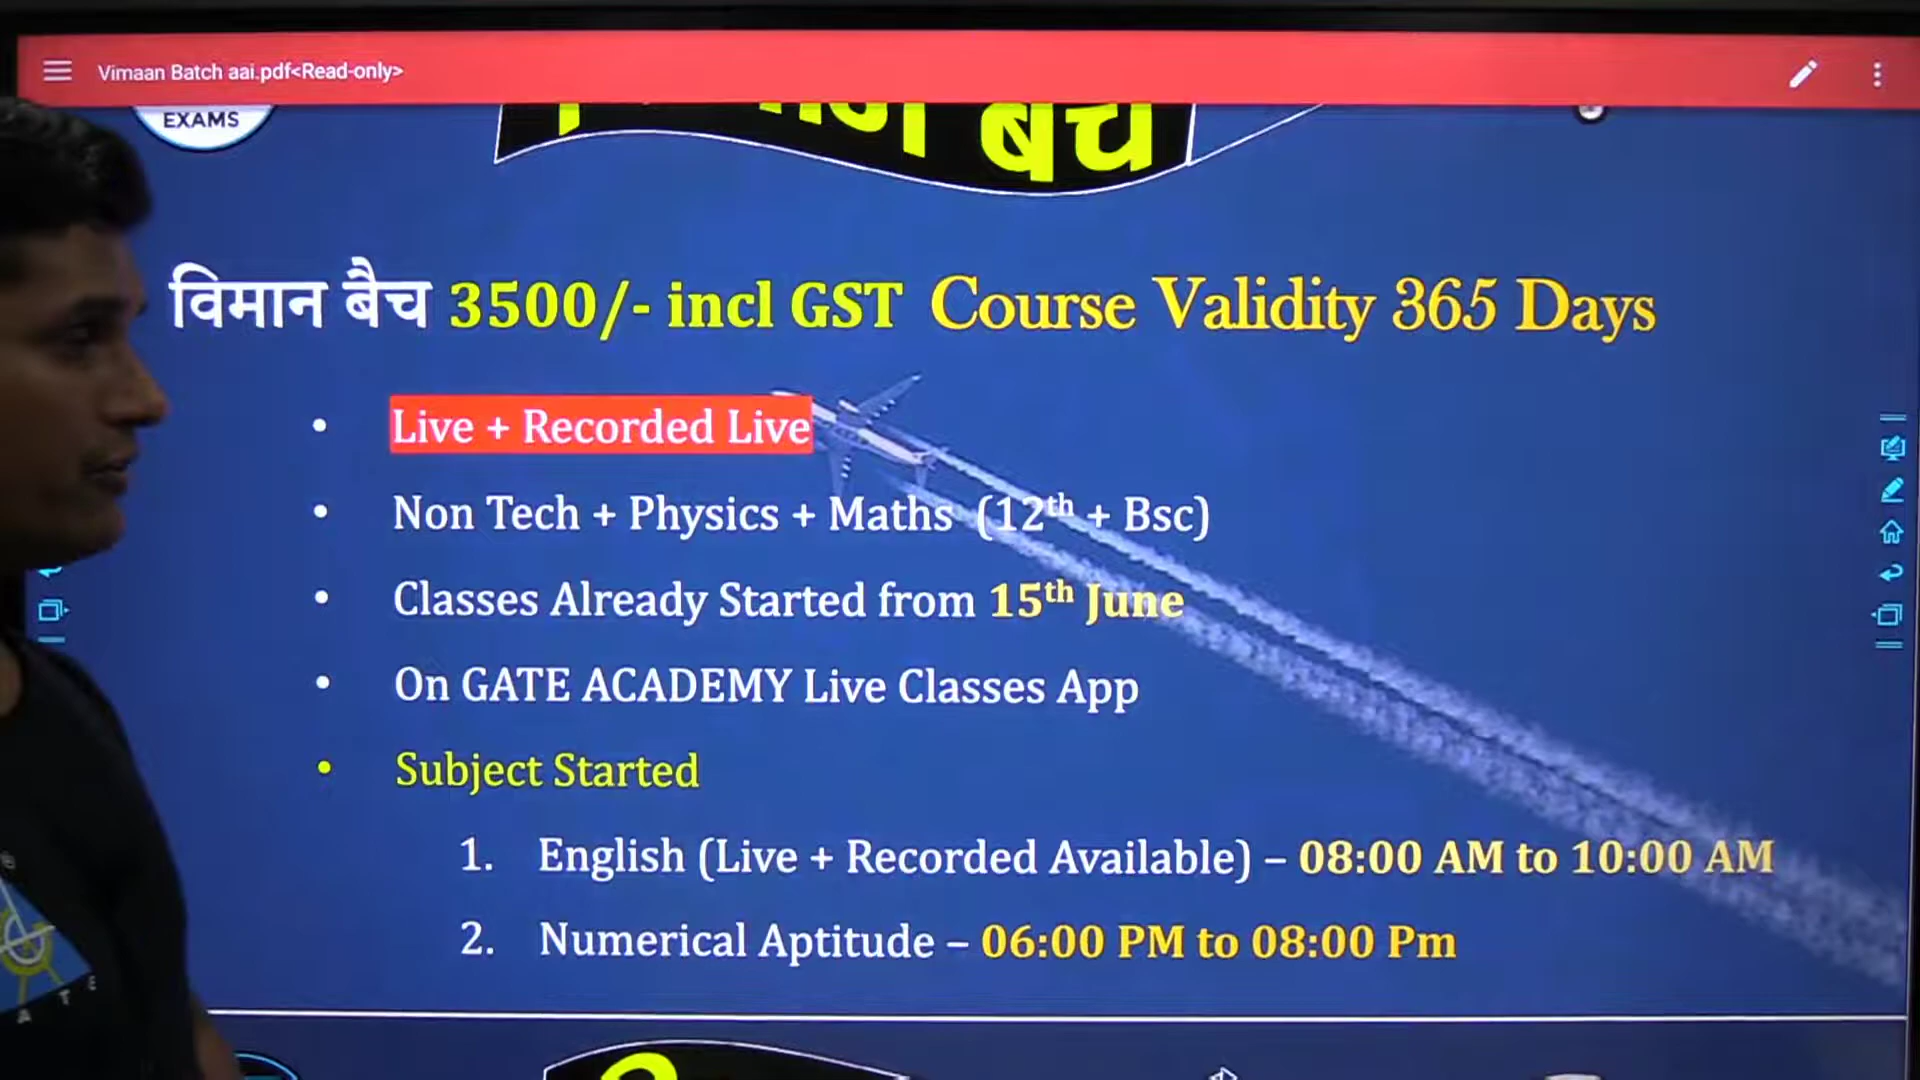 Vimaan Batch aai.pdf<Read-only>
EXAMS
बैच
विमान बैच 3500/- incl GST Course Validity 365 Days
• Live + Recorded Live
• Non Tech + Physics + Maths (12th + Bsc)
• Classes Already Started from 15th June
• On GATE ACADEMY Live Classes App
• Subject Started
1. English (Live + Recorded Available) – 08:00 AM to 10:00 AM
2. Numerical Aptitude – 06:00 PM to 08:00 Pm